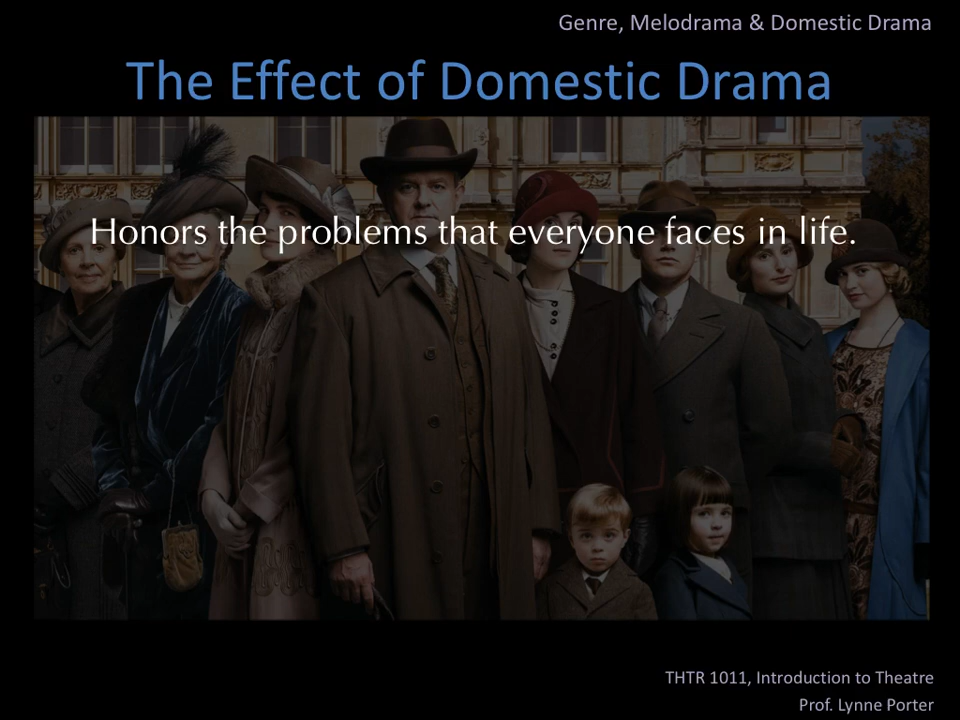 Genre, Melodrama & Domestic Drama
The Effect of Domestic Drama
Honors the problems that everyone faces in life.
THTR 1011, Introduction to Theatre
Prof. Lynne Porter